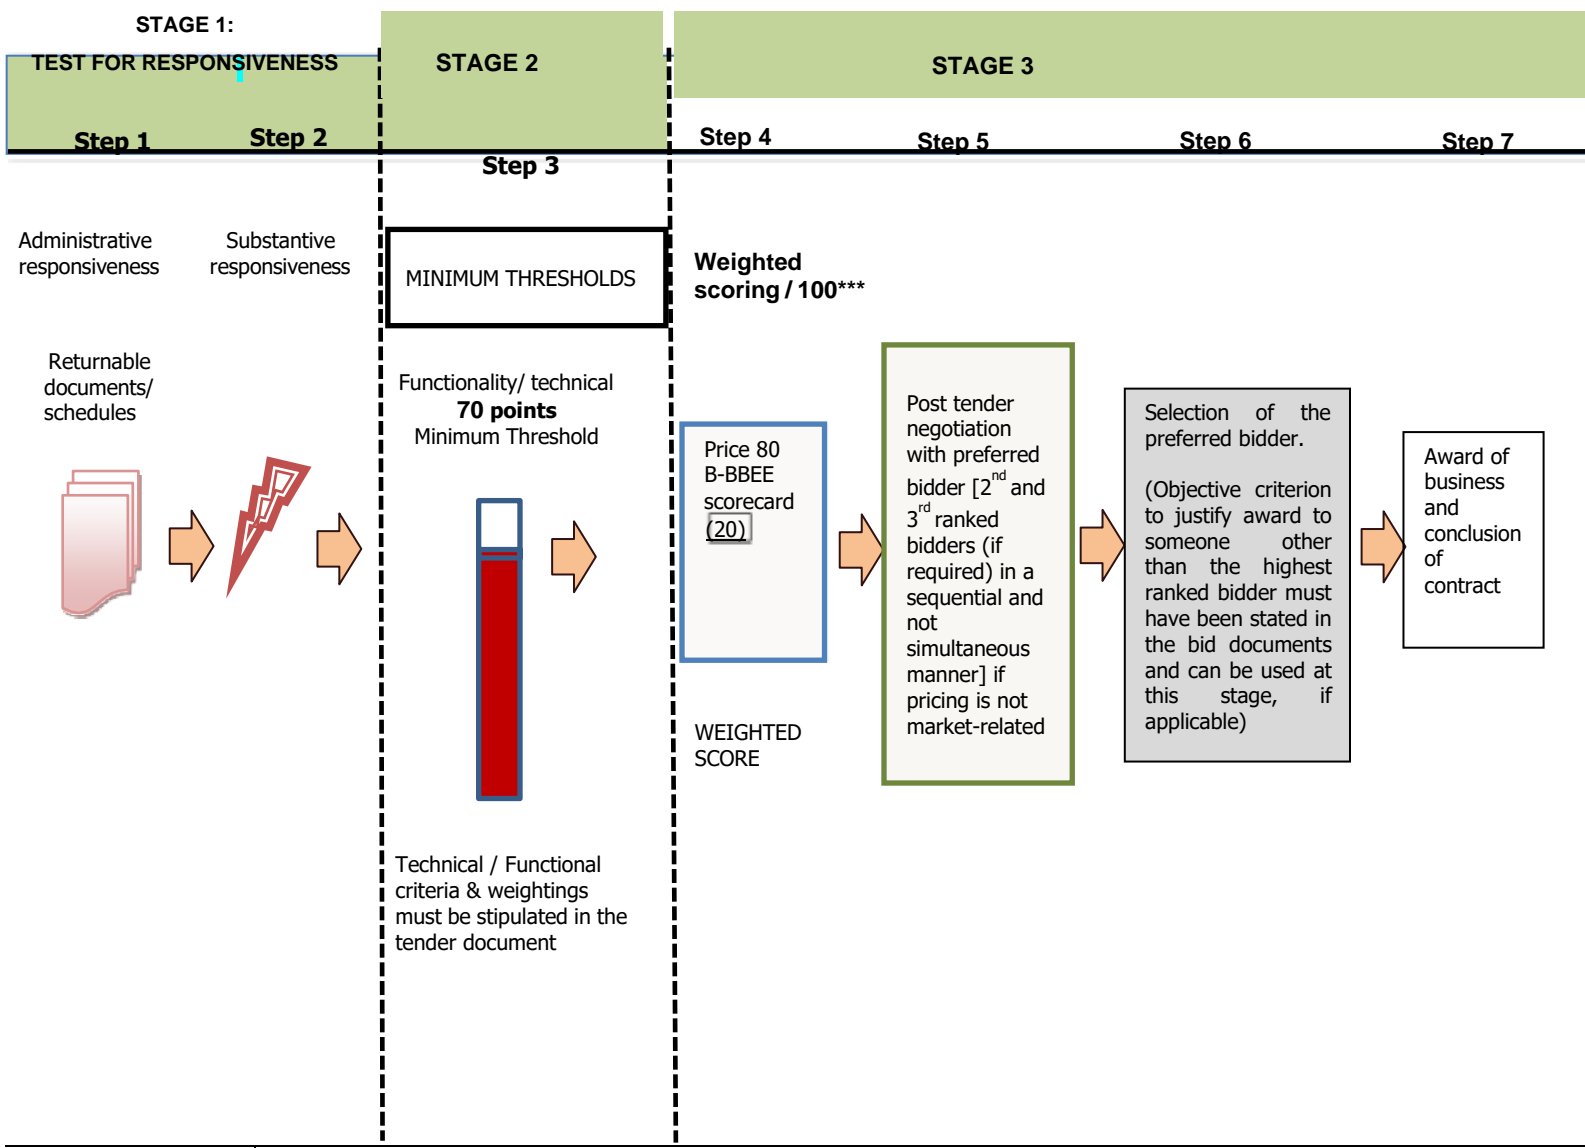 STAGE 1:
TEST FOR RESPONSIVENESS
STAGE 2
STAGE 3
Step 1
Step 2
Step 3
Step 4
Step 5
Step 6
Step 7
Administrative
responsiveness
Substantive
responsiveness
MINIMUM THRESHOLDS
Weighted
scoring / 100***
Returnable
documents/
schedules
Functionality/ technical
70 points
Minimum Threshold
Technical / Functional
criteria & weightings
must be stipulated in the
tender document
Price 80
B-BBEE
scorecard
(20)
WEIGHTED
SCORE
Post tender
negotiation
with preferred
bidder [2nd and
3rd ranked
bidders (if
required) in a
sequential and
not
simultaneous
manner] if
pricing is not
market-related
Selection of the
preferred bidder.
(Objective criterion
to justify award to
someone other
than the highest
ranked bidder must
have been stated in
the bid documents
and can be used at
this stage, if
applicable)
Award of
business
and
conclusion
of
contract